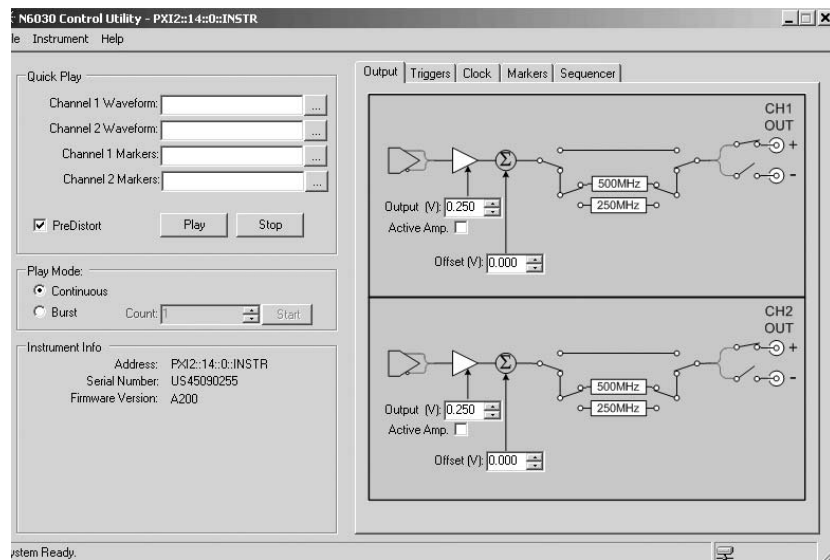 N6030 Control Utility - PXI2::14::0::INSTR
le Instrument Help
Quick Play
Channel 1 Waveform: ...
Channel 2 Waveform: ...
Channel 1 Markers: ...
Channel 2 Markers: ...
PreDistort Play Stop
Play Mode:
Continuous
Burst Count: 1 Start
Instrument Info
Address: PXI2::14::0::INSTR
Serial Number: US45090255
Firmware Version: A200
Output Triggers Clock Markers Sequencer
CH1
OUT
+
Σ
500MHz
-
Output (V): 0.250
250MHz
Active Amp.
Offset (V): 0.000
CH2
OUT
+
Σ
500MHz
-
Output (V): 0.250
250MHz
Active Amp.
Offset (V): 0.000
ystem Ready.